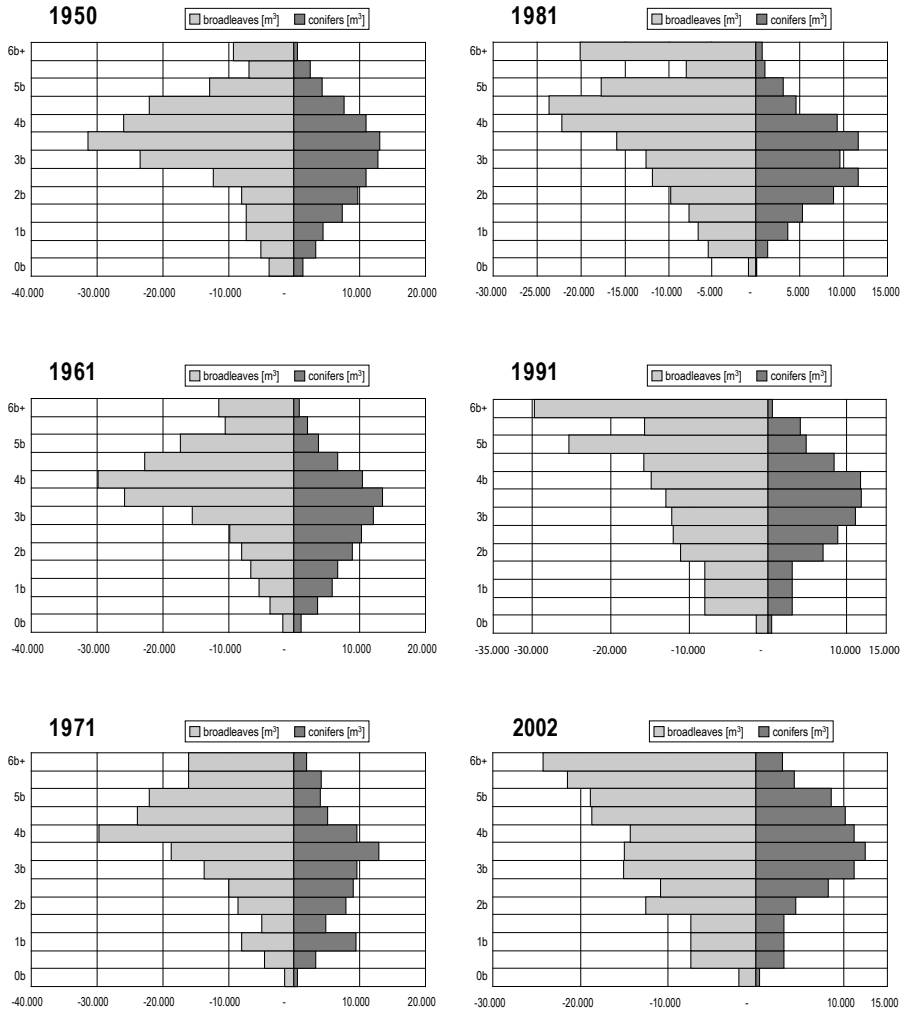 1950
broadleaves [m³] conifers [m³]
6b+
5b
4b
3b
2b
1b
0b
-40.000 -30.000 -20.000 -10.000 - 10.000 20.000
1981
broadleaves [m³] conifers [m³]
6b+
5b
4b
3b
2b
1b
0b
-30.000 -25.000 -20.000 -15.000 -10.000 -5.000 - 5.000 10.000 15.000
1961
broadleaves [m³] conifers [m³]
6b+
5b
4b
3b
2b
1b
0b
-40.000 -30.000 -20.000 -10.000 - 10.000 20.000
1991
broadleaves [m³] conifers [m³]
6b+
5b
4b
3b
2b
1b
0b
-35.000 -30.000 -20.000 -10.000 - 10.000 15.000
1971
broadleaves [m³] conifers [m³]
6b+
5b
4b
3b
2b
1b
0b
-40.000 -30.000 -20.000 -10.000 - 10.000 20.000
2002
broadleaves [m³] conifers [m³]
6b+
5b
4b
3b
2b
1b
0b
-30.000 -20.000 -10.000 - 10.000 15.000